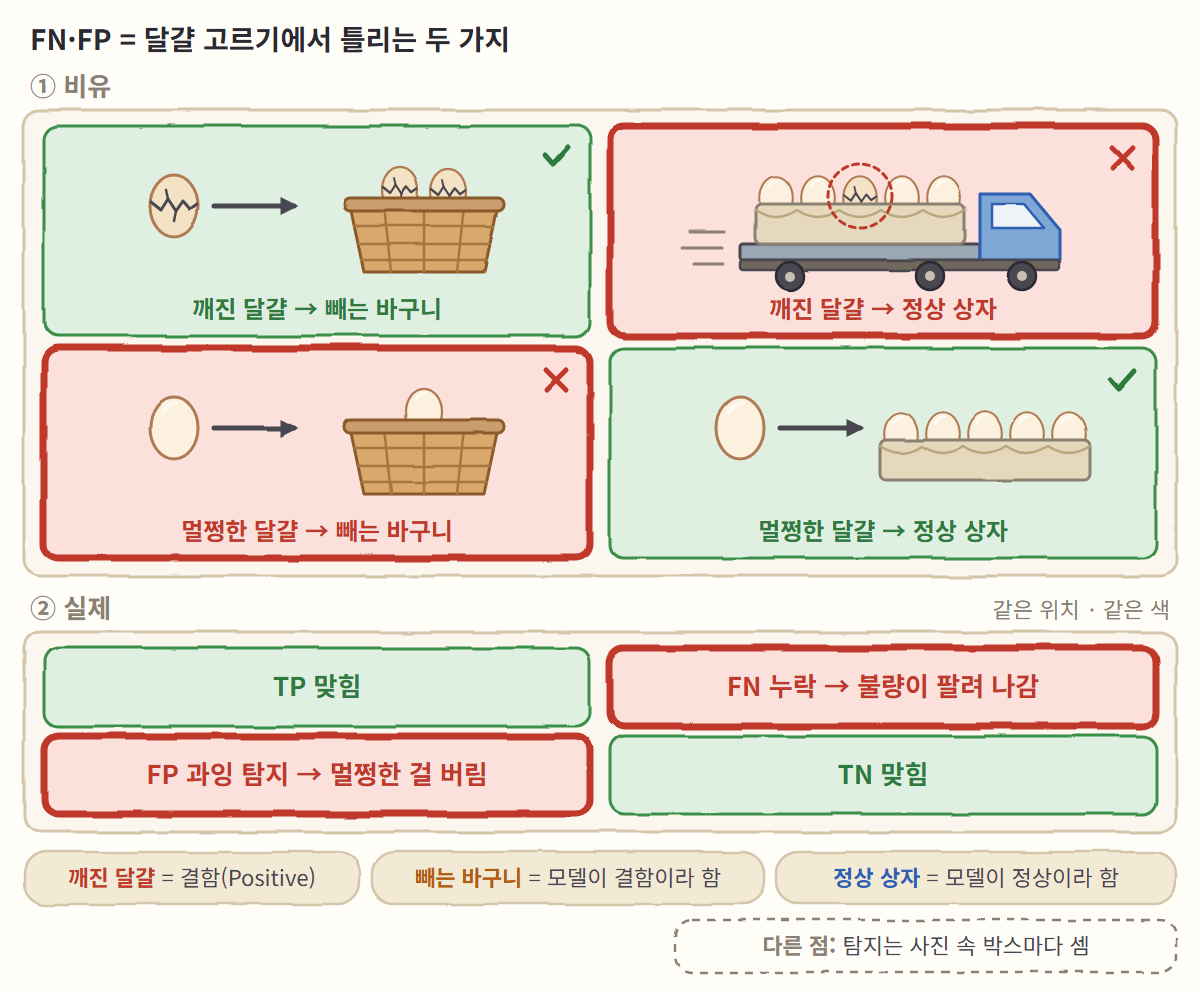 FN·FP = 달걀 고르기에서 틀리는 두 가지
① 비유
깨진 달걀 → 빼는 바구니
깨진 달걀 → 정상 상자
멀쩡한 달걀 → 빼는 바구니
멀쩡한 달걀 → 정상 상자
② 실제
같은 위치 · 같은 색
TP 맞힘
FN 누락 → 불량이 팔려 나감
FP 과잉 탐지 → 멀쩡한 걸 버림
TN 맞힘
깨진 달걀 = 결함(Positive)
빼는 바구니 = 모델이 결함이라 함
정상 상자 = 모델이 정상이라 함
다른 점: 탐지는 사진 속 박스마다 셈